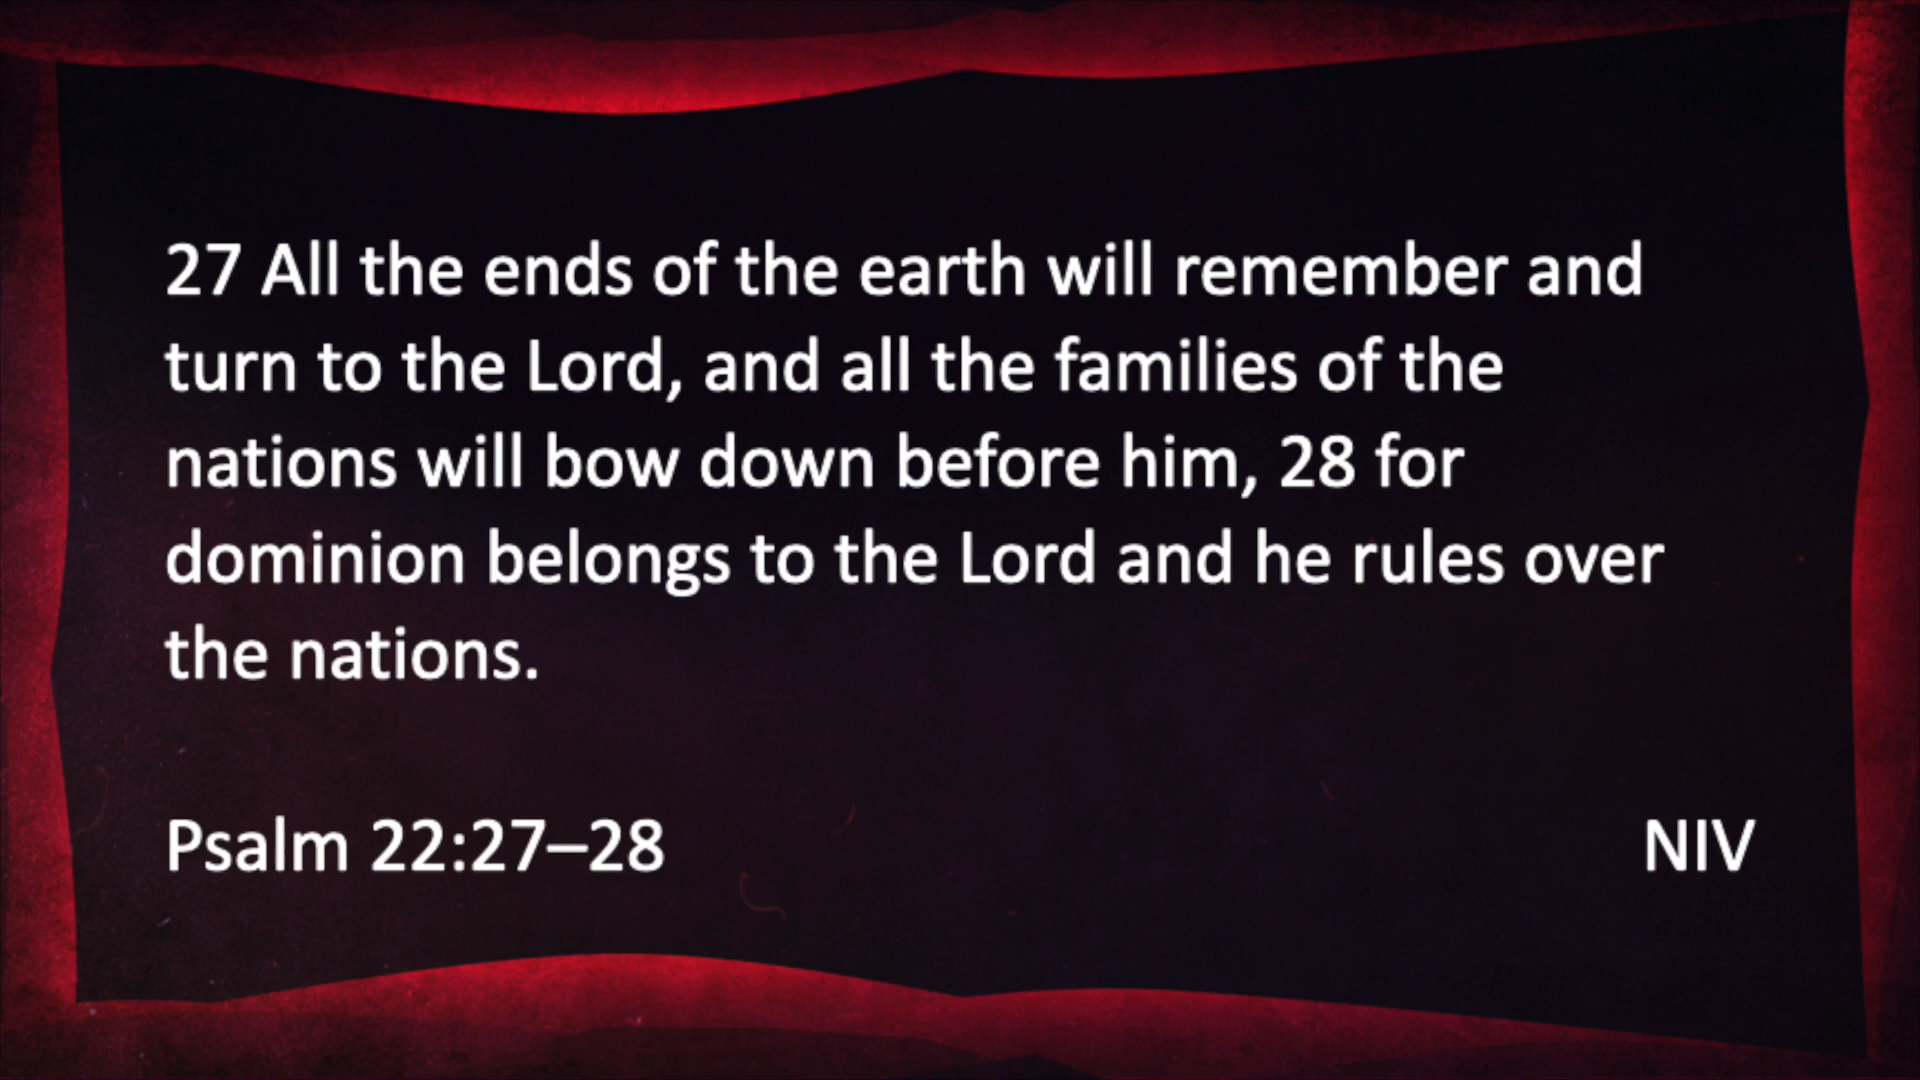 27 All the ends of the earth will remember and
turn to the Lord, and all the families of the
nations will bow down before him, 28 for
dominion belongs to the Lord and he rules over
the nations.
Psalm 22:27–28 NIV